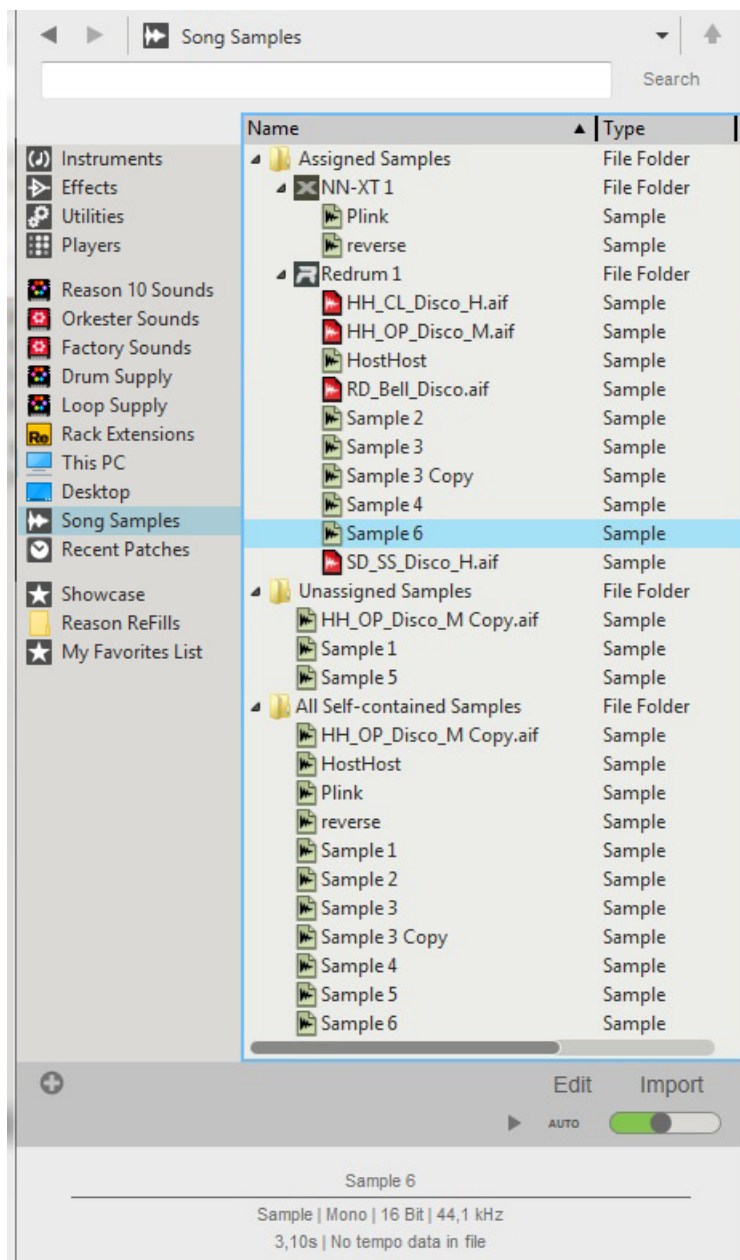 Song Samples
Search
Name Type
Instruments
Effects
Utilities
Players
Reason 10 Sounds
Orkester Sounds
Factory Sounds
Drum Supply
Loop Supply
Re Rack Extensions
This PC
Desktop
Song Samples
Recent Patches
Showcase
Reason ReFills
My Favorites List
Assigned Samples File Folder
NN-XT 1 File Folder
Plink Sample
reverse Sample
Redrum 1 File Folder
HH_CL_Disco_H.aif Sample
HH_OP_Disco_M.aif Sample
HostHost Sample
RD_Bell_Disco.aif Sample
Sample 2 Sample
Sample 3 Sample
Sample 3 Copy Sample
Sample 4 Sample
Sample 6 Sample
SD_SS_Disco_H.aif Sample
Unassigned Samples File Folder
HH_OP_Disco_M Copy.aif Sample
Sample 1 Sample
Sample 5 Sample
All Self-contained Samples File Folder
HH_OP_Disco_M Copy.aif Sample
HostHost Sample
Plink Sample
reverse Sample
Sample 1 Sample
Sample 2 Sample
Sample 3 Sample
Sample 3 Copy Sample
Sample 4 Sample
Sample 5 Sample
Sample 6 Sample
Edit Import
AUTO
Sample 6
Sample | Mono | 16 Bit | 44,1 kHz
3,10s | No tempo data in file